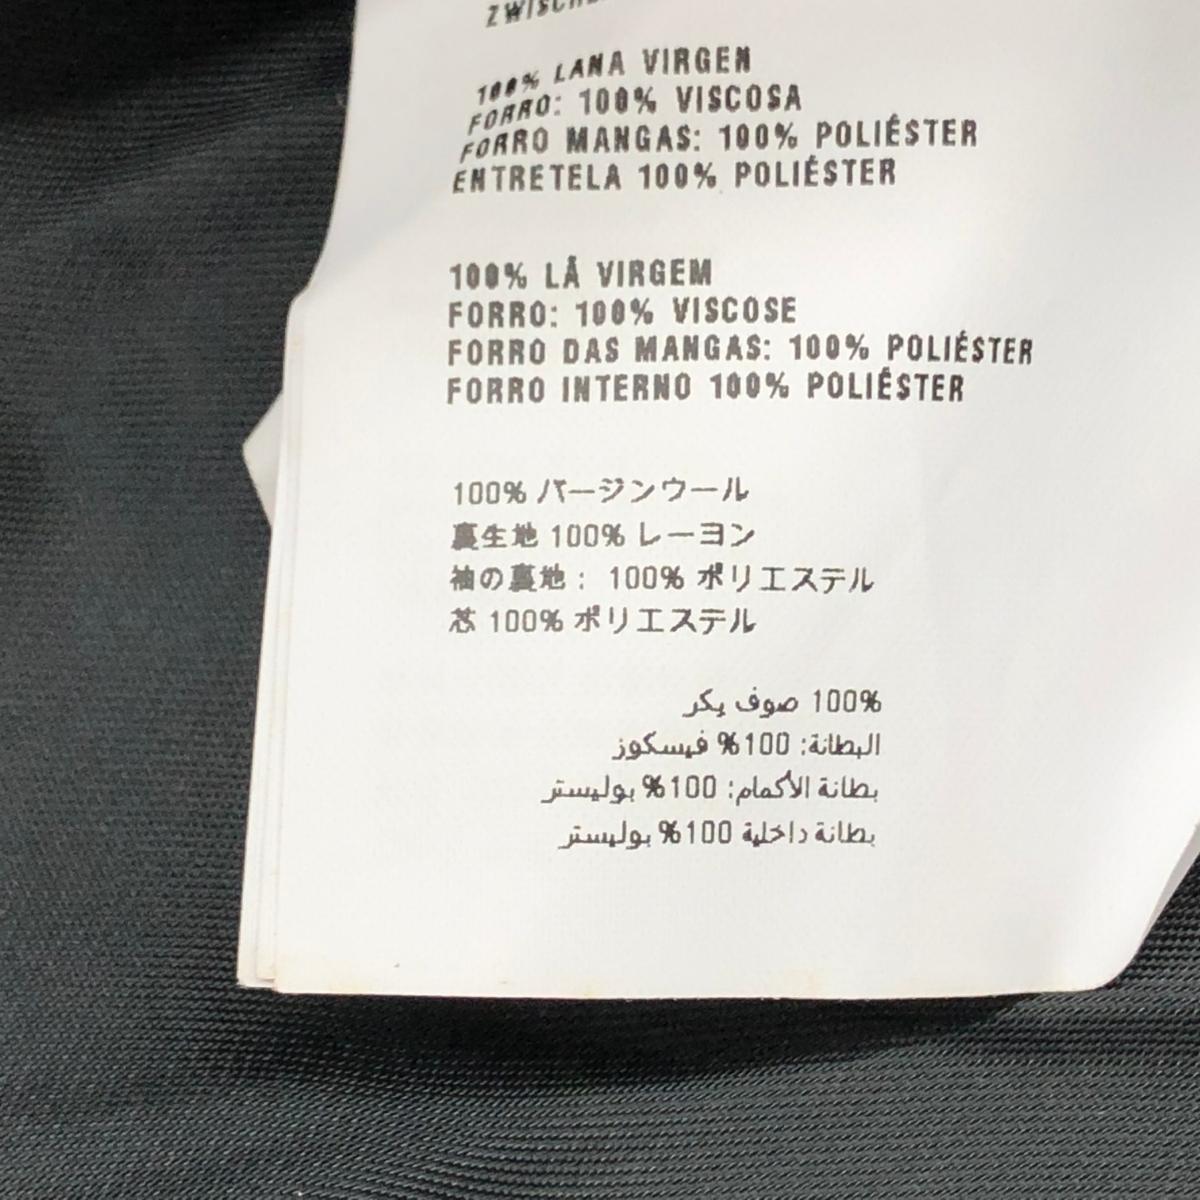 100% LANA VIRGEN
FORRO: 100% VISCOSA
FORRO MANGAS: 100% POLIÉSTER
ENTRETELA 100% POLIÉSTER
100% LÃ VIRGEM
FORRO: 100% VISCOSE
FORRO DAS MANGAS: 100% POLIÉSTER
FORRO INTERNO 100% POLIÉSTER
100% バージンウール
裏生地 100% レーヨン
袖の裏地： 100% ポリエステル
芯 100% ポリエステル
100% صوف بكر
البطانة: 100% فيسكوز
بطانة الأكمام: 100% بوليستر
بطانة داخلية 100% بوليستر